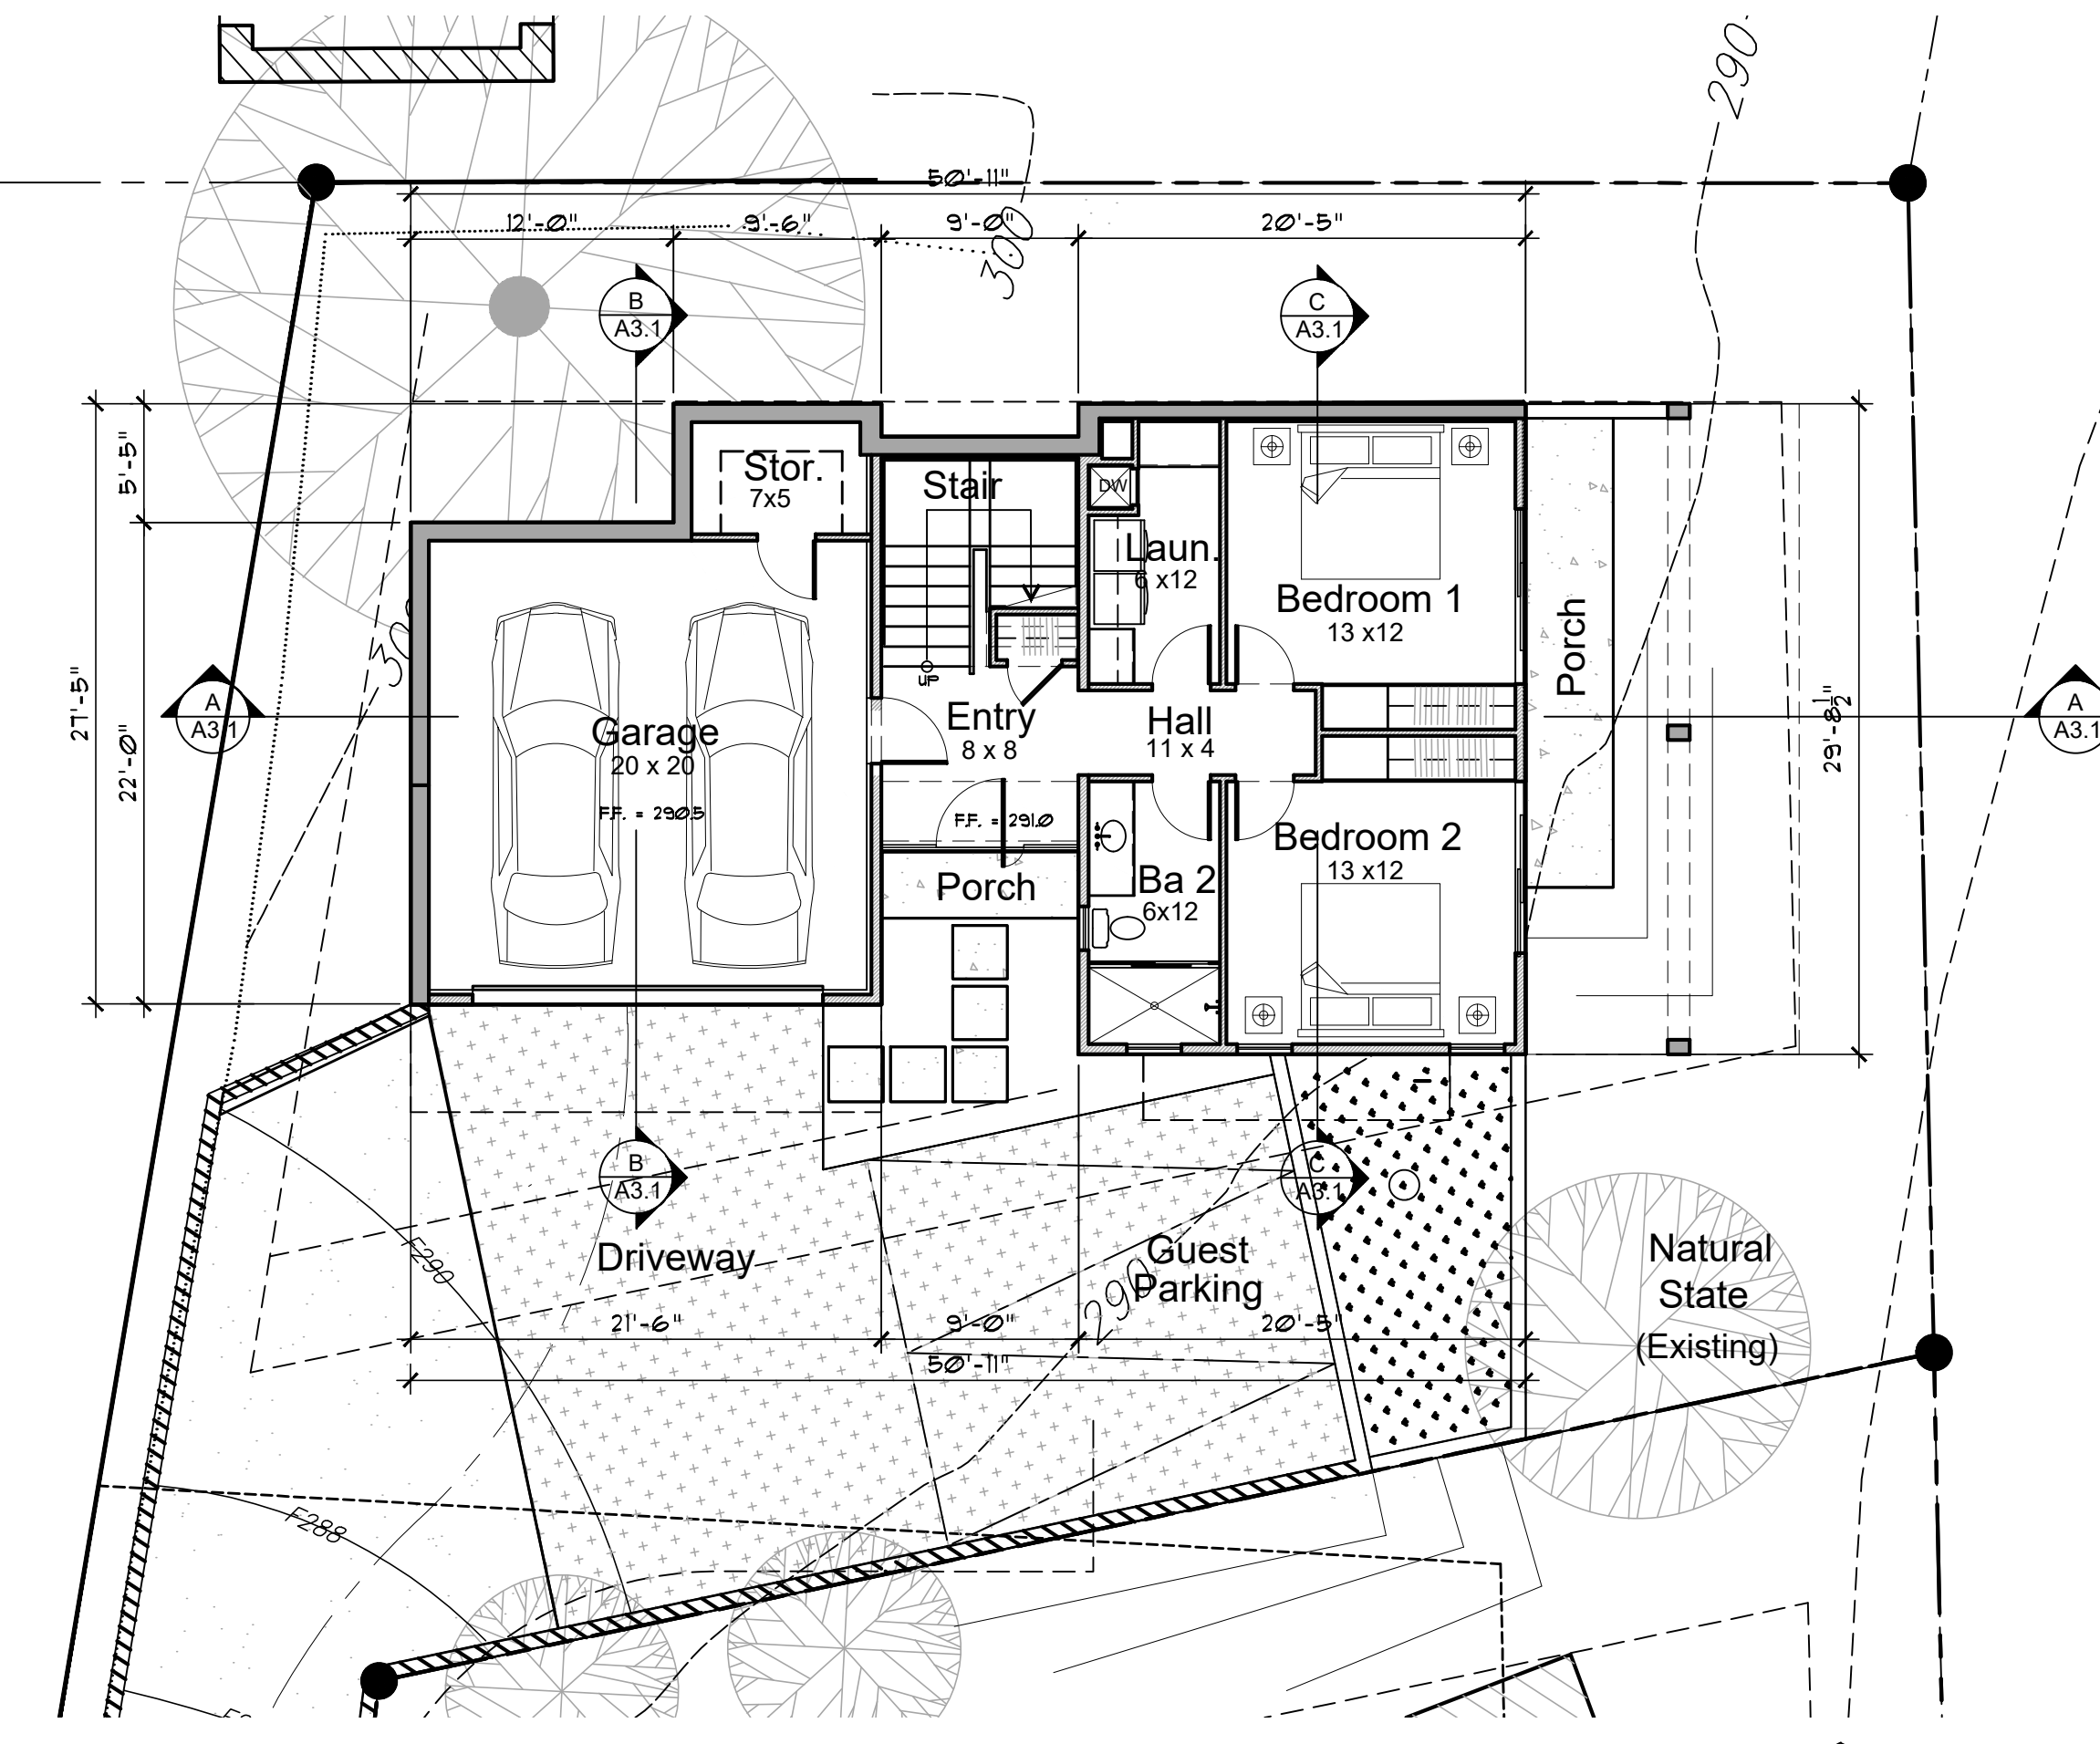 290
50'-11"
12'-0"
9'-6"
9'-0"
20'-5"
300
B
A3.1
C
A3.1
5'-5"
Stor.
7x5
Stair
DW
Laun.
6 x12
Bedroom 1
13 x12
Porch
UP
27'-5"
22'-0"
A
A3.1
Garage
20 x 20
F.F. = 290.5
Entry
8 x 8
Hall
11 x 4
29'-8 1/2"
A
A3.1
F.F. = 291.0
Bedroom 2
13 x12
Porch
Ba 2
6x12
B
A3.1
C
A3.1
F290
Driveway
Guest
Parking
290
Natural
State
(Existing)
21'-6"
9'-0"
20'-5"
50'-11"
F288